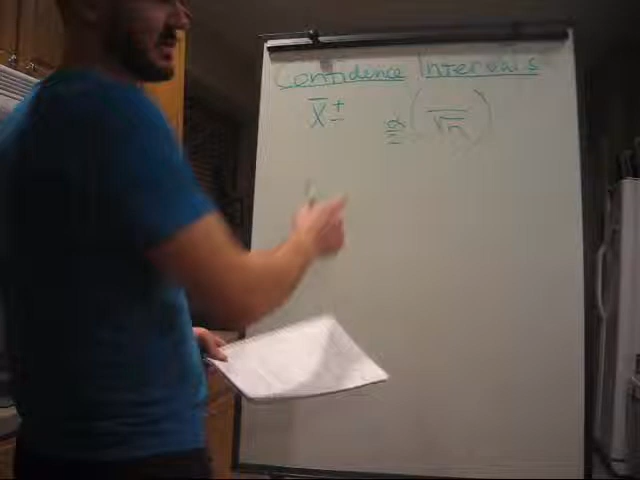 Confidence Intervals
X̄ ± α/= ( —/√n )